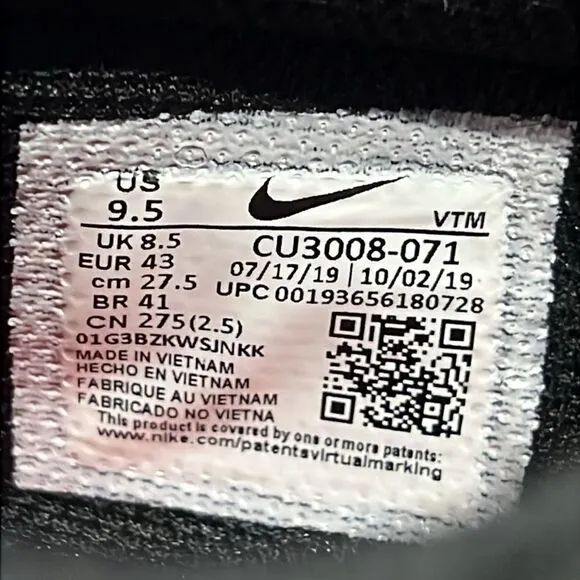 US
9.5
VTM
UK 8.5
EUR 43
cm 27.5
BR 41
CN 275(2.5)
CU3008-071
07/17/19 | 10/02/19
UPC 00193656180728
01G3BZKWSJNKK
MADE IN VIETNAM
HECHO EN VIETNAM
FABRIQUE AU VIETNAM
FABRICADO NO VIETNA
This product is covered by one or more patents:
www.nike.com/patentsvirtualmarking